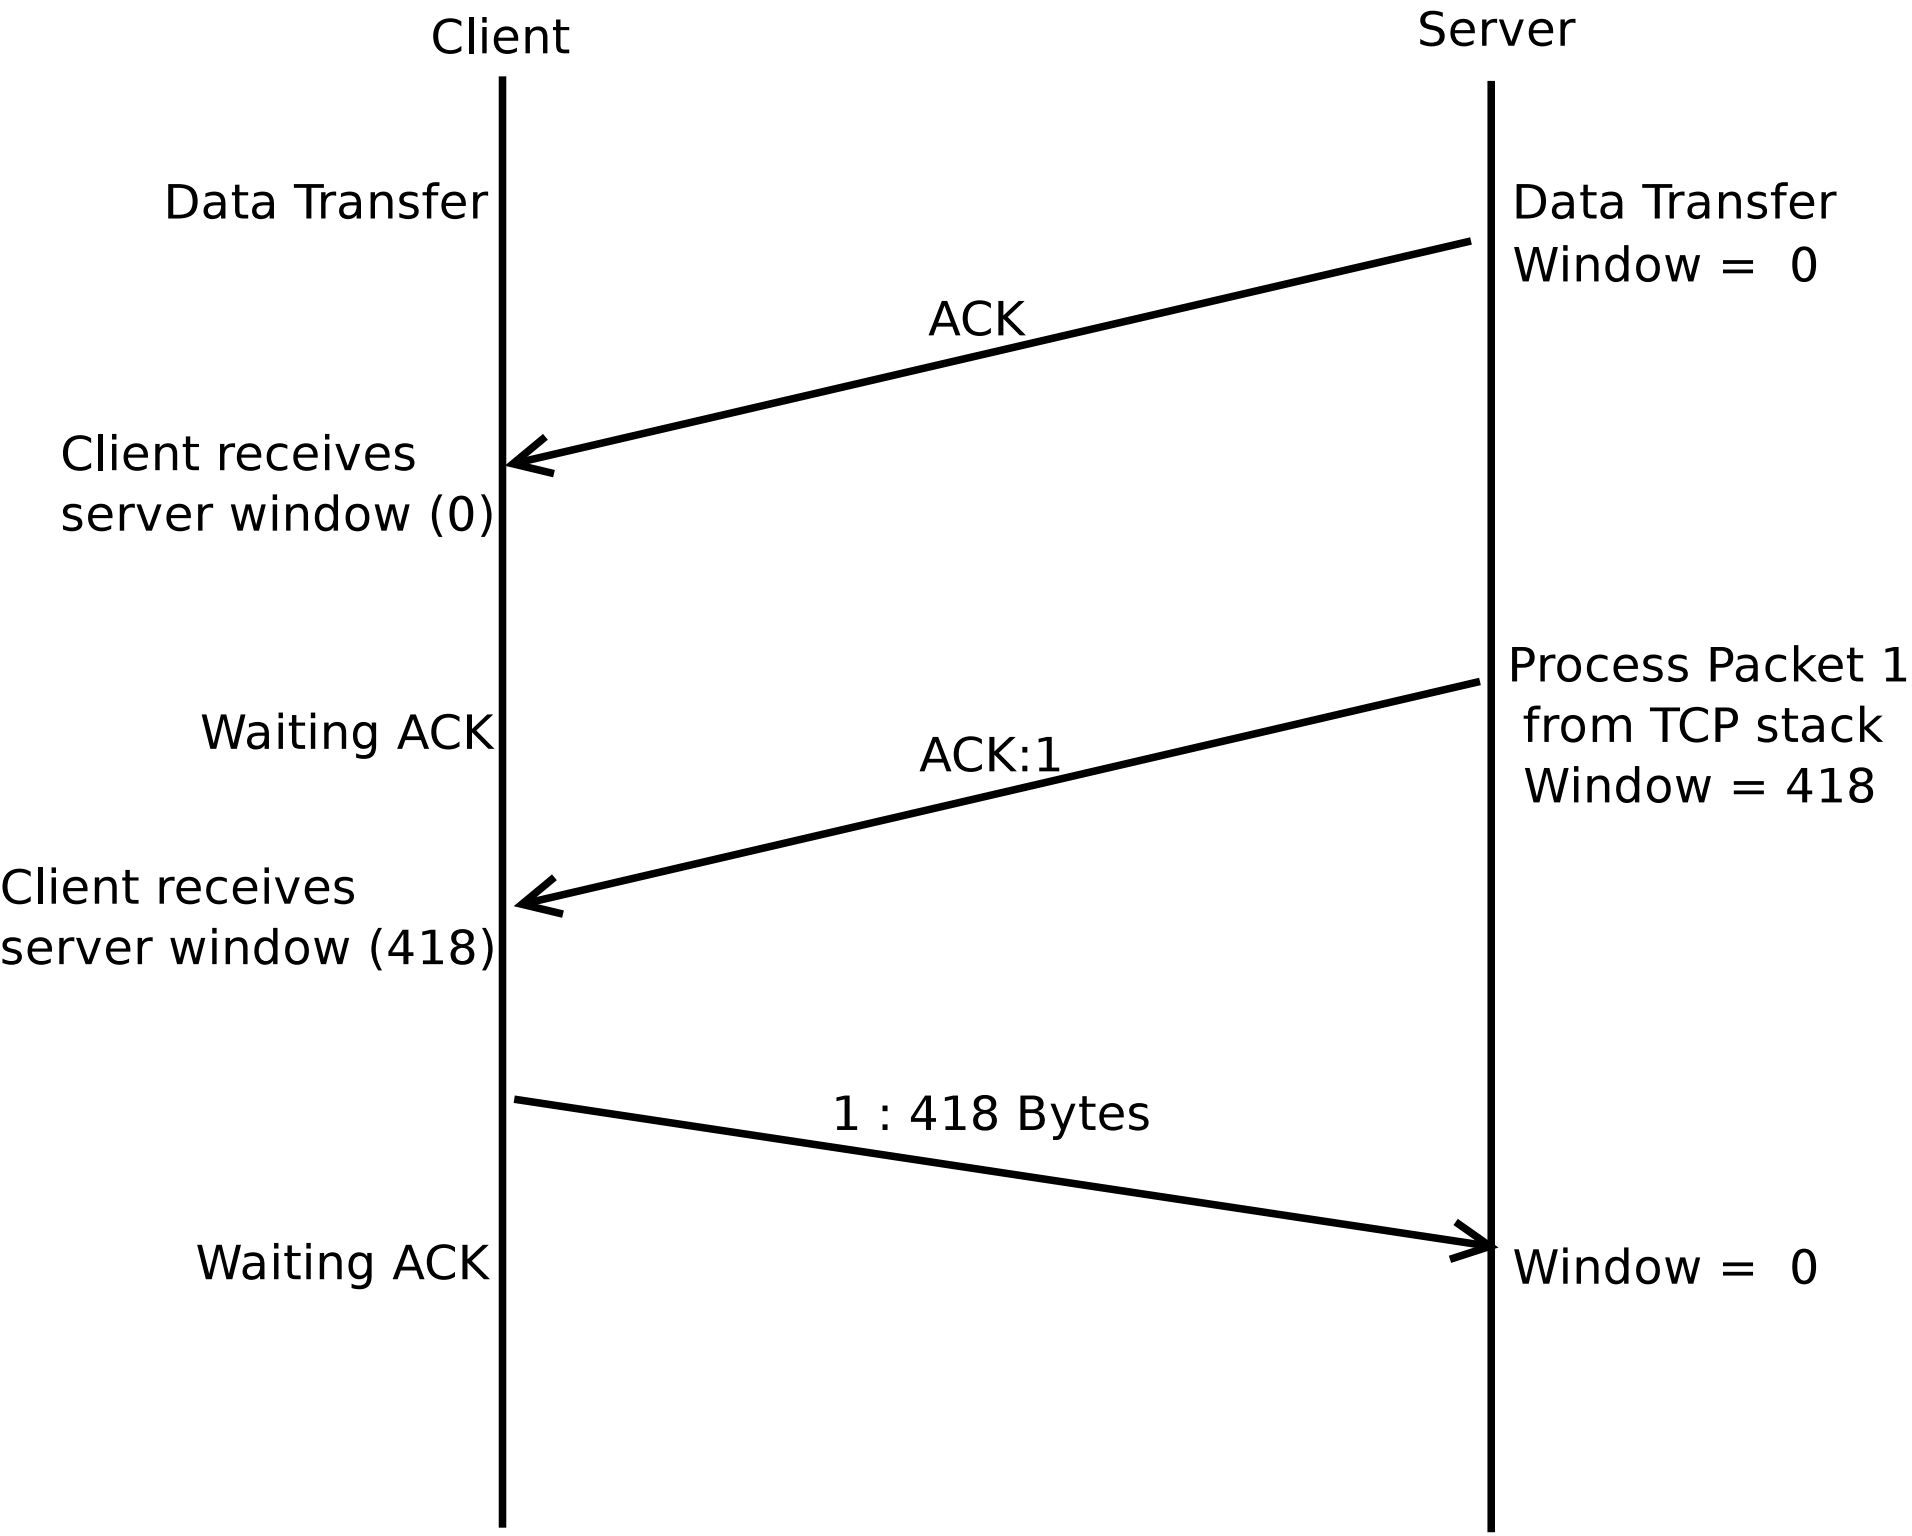 Client
Server
Data Transfer
Data Transfer
Window =  0
ACK
Client receives
server window (0)
Process Packet 1
from TCP stack
Window = 418
Waiting ACK
ACK:1
Client receives
server window (418)
1 : 418 Bytes
Waiting ACK
Window =  0